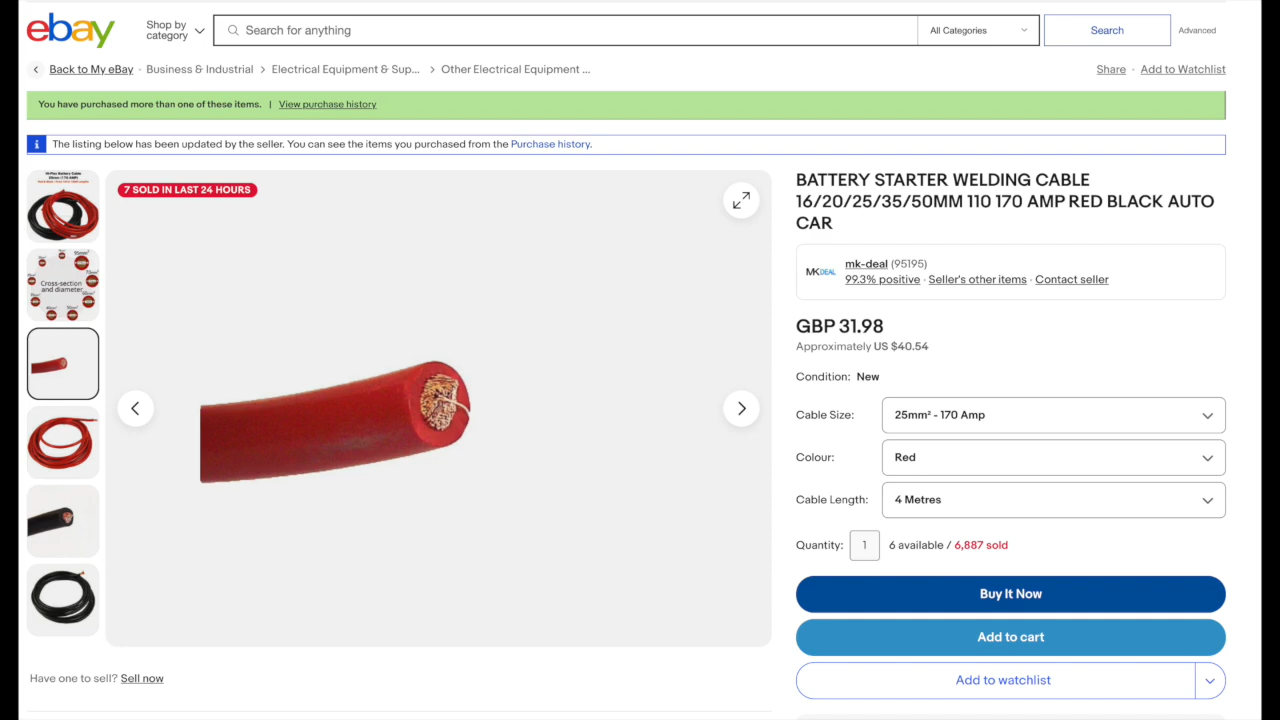 ebay
Shop by
category
Search for anything
All Categories
Search
Advanced
Back to My eBay · Business & Industrial > Electrical Equipment & Sup... > Other Electrical Equipment ...
Share · Add to Watchlist
You have purchased more than one of these items. | View purchase history
i The listing below has been updated by the seller. You can see the items you purchased from the Purchase history.
7 SOLD IN LAST 24 HOURS
Cross-section
and diameter
BATTERY STARTER WELDING CABLE
16/20/25/35/50MM 110 170 AMP RED BLACK AUTO
CAR
MKDEAL
mk-deal (95195)
99.3% positive · Seller's other items · Contact seller
GBP 31.98
Approximately US $40.54
Condition: New
Cable Size: 25mm² - 170 Amp
Colour: Red
Cable Length: 4 Metres
Quantity: 1 6 available / 6,887 sold
Buy It Now
Add to cart
Add to watchlist
Have one to sell? Sell now